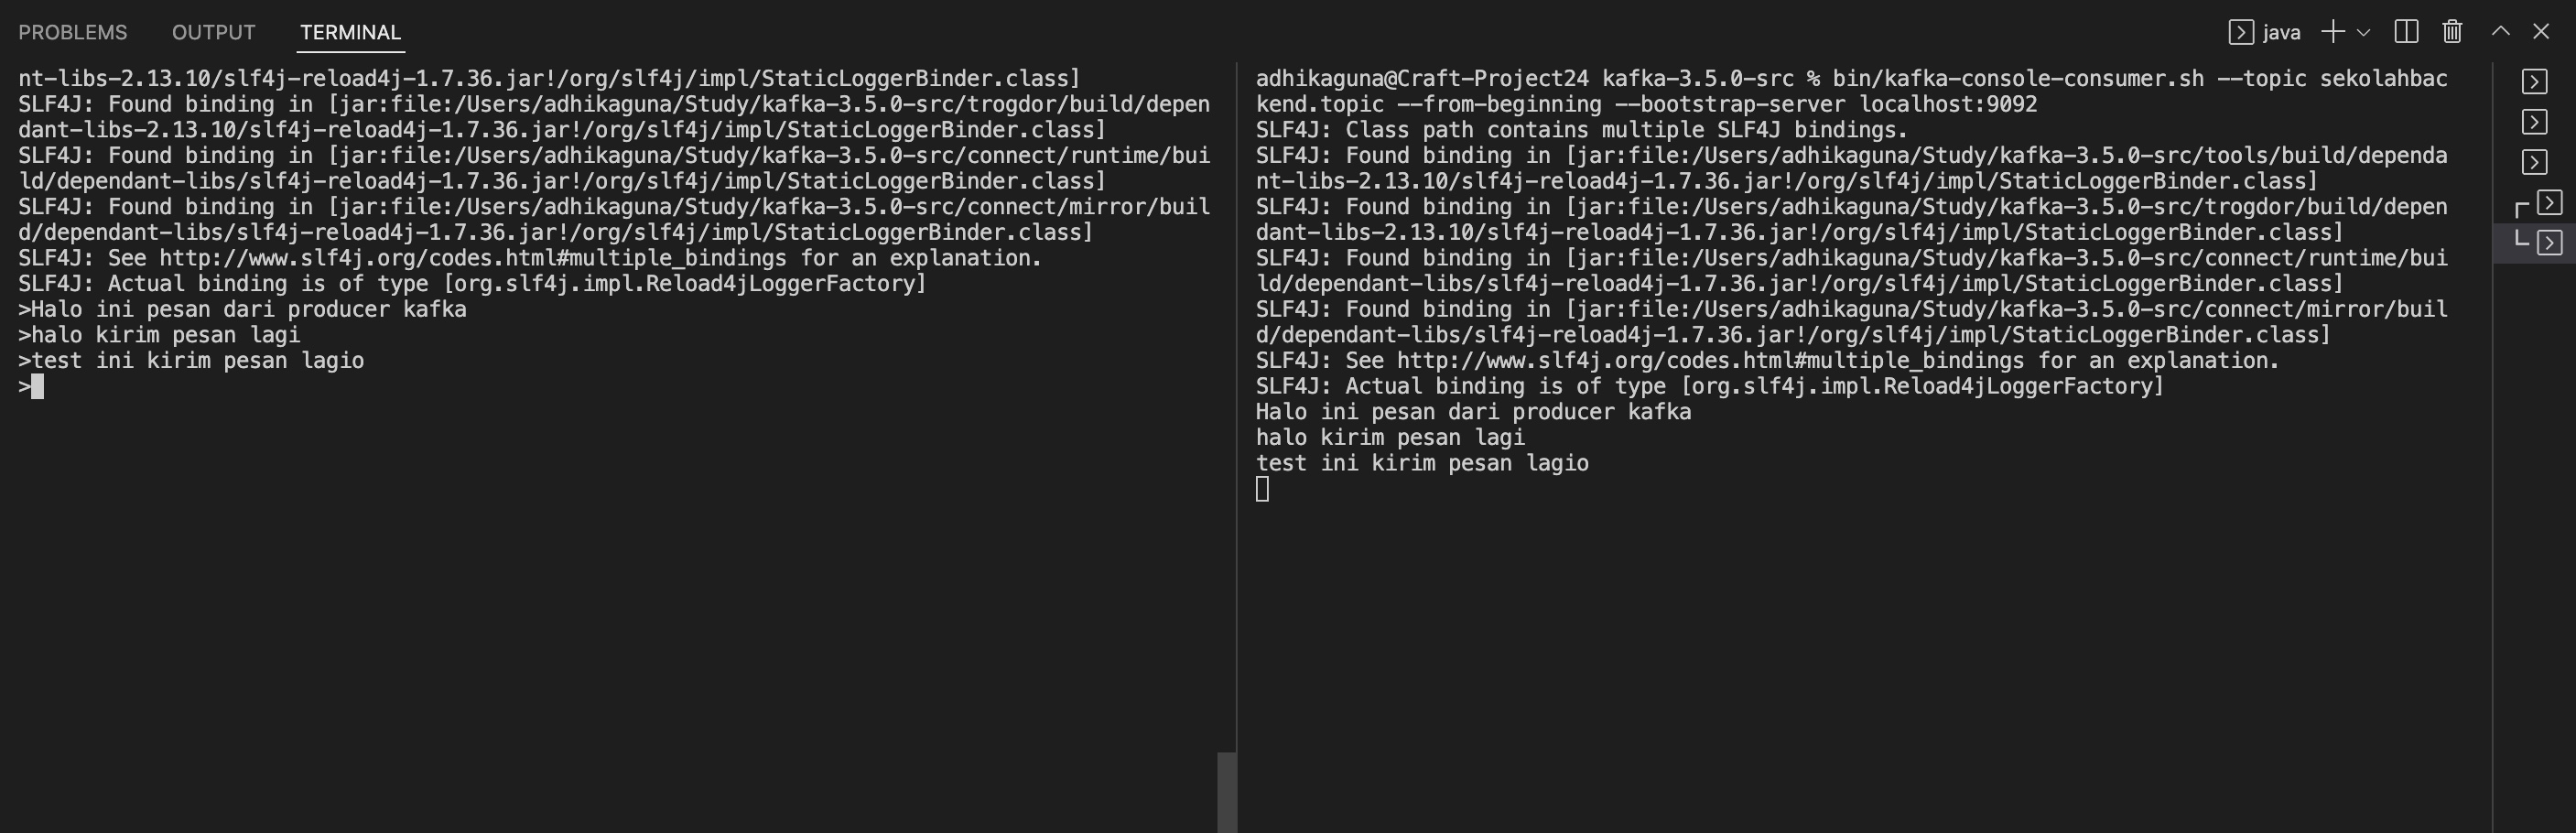 PROBLEMS OUTPUT TERMINAL
java
nt-libs-2.13.10/slf4j-reload4j-1.7.36.jar!/org/slf4j/impl/StaticLoggerBinder.class]
SLF4J: Found binding in [jar:file:/Users/adhikaguna/Study/kafka-3.5.0-src/trogdor/build/depen
dant-libs-2.13.10/slf4j-reload4j-1.7.36.jar!/org/slf4j/impl/StaticLoggerBinder.class]
SLF4J: Found binding in [jar:file:/Users/adhikaguna/Study/kafka-3.5.0-src/connect/runtime/bui
ld/dependant-libs/slf4j-reload4j-1.7.36.jar!/org/slf4j/impl/StaticLoggerBinder.class]
SLF4J: Found binding in [jar:file:/Users/adhikaguna/Study/kafka-3.5.0-src/connect/mirror/buil
d/dependant-libs/slf4j-reload4j-1.7.36.jar!/org/slf4j/impl/StaticLoggerBinder.class]
SLF4J: See http://www.slf4j.org/codes.html#multiple_bindings for an explanation.
SLF4J: Actual binding is of type [org.slf4j.impl.Reload4jLoggerFactory]
>Halo ini pesan dari producer kafka
>halo kirim pesan lagi
>test ini kirim pesan lagio
>
adhikaguna@Craft-Project24 kafka-3.5.0-src % bin/kafka-console-consumer.sh --topic sekolahbac
kend.topic --from-beginning --bootstrap-server localhost:9092
SLF4J: Class path contains multiple SLF4J bindings.
SLF4J: Found binding in [jar:file:/Users/adhikaguna/Study/kafka-3.5.0-src/tools/build/dependa
nt-libs-2.13.10/slf4j-reload4j-1.7.36.jar!/org/slf4j/impl/StaticLoggerBinder.class]
SLF4J: Found binding in [jar:file:/Users/adhikaguna/Study/kafka-3.5.0-src/trogdor/build/depen
dant-libs-2.13.10/slf4j-reload4j-1.7.36.jar!/org/slf4j/impl/StaticLoggerBinder.class]
SLF4J: Found binding in [jar:file:/Users/adhikaguna/Study/kafka-3.5.0-src/connect/runtime/bui
ld/dependant-libs/slf4j-reload4j-1.7.36.jar!/org/slf4j/impl/StaticLoggerBinder.class]
SLF4J: Found binding in [jar:file:/Users/adhikaguna/Study/kafka-3.5.0-src/connect/mirror/buil
d/dependant-libs/slf4j-reload4j-1.7.36.jar!/org/slf4j/impl/StaticLoggerBinder.class]
SLF4J: See http://www.slf4j.org/codes.html#multiple_bindings for an explanation.
SLF4J: Actual binding is of type [org.slf4j.impl.Reload4jLoggerFactory]
Halo ini pesan dari producer kafka
halo kirim pesan lagi
test ini kirim pesan lagio